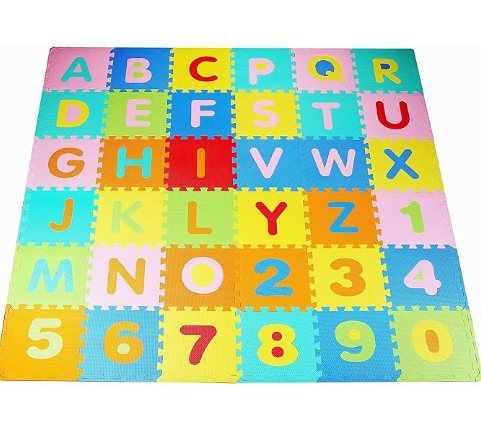 A B C P Q R
D E F S T U
G H I V W X
J K L Y Z 1
M N O 2 3 4
5 6 7 8 9 0